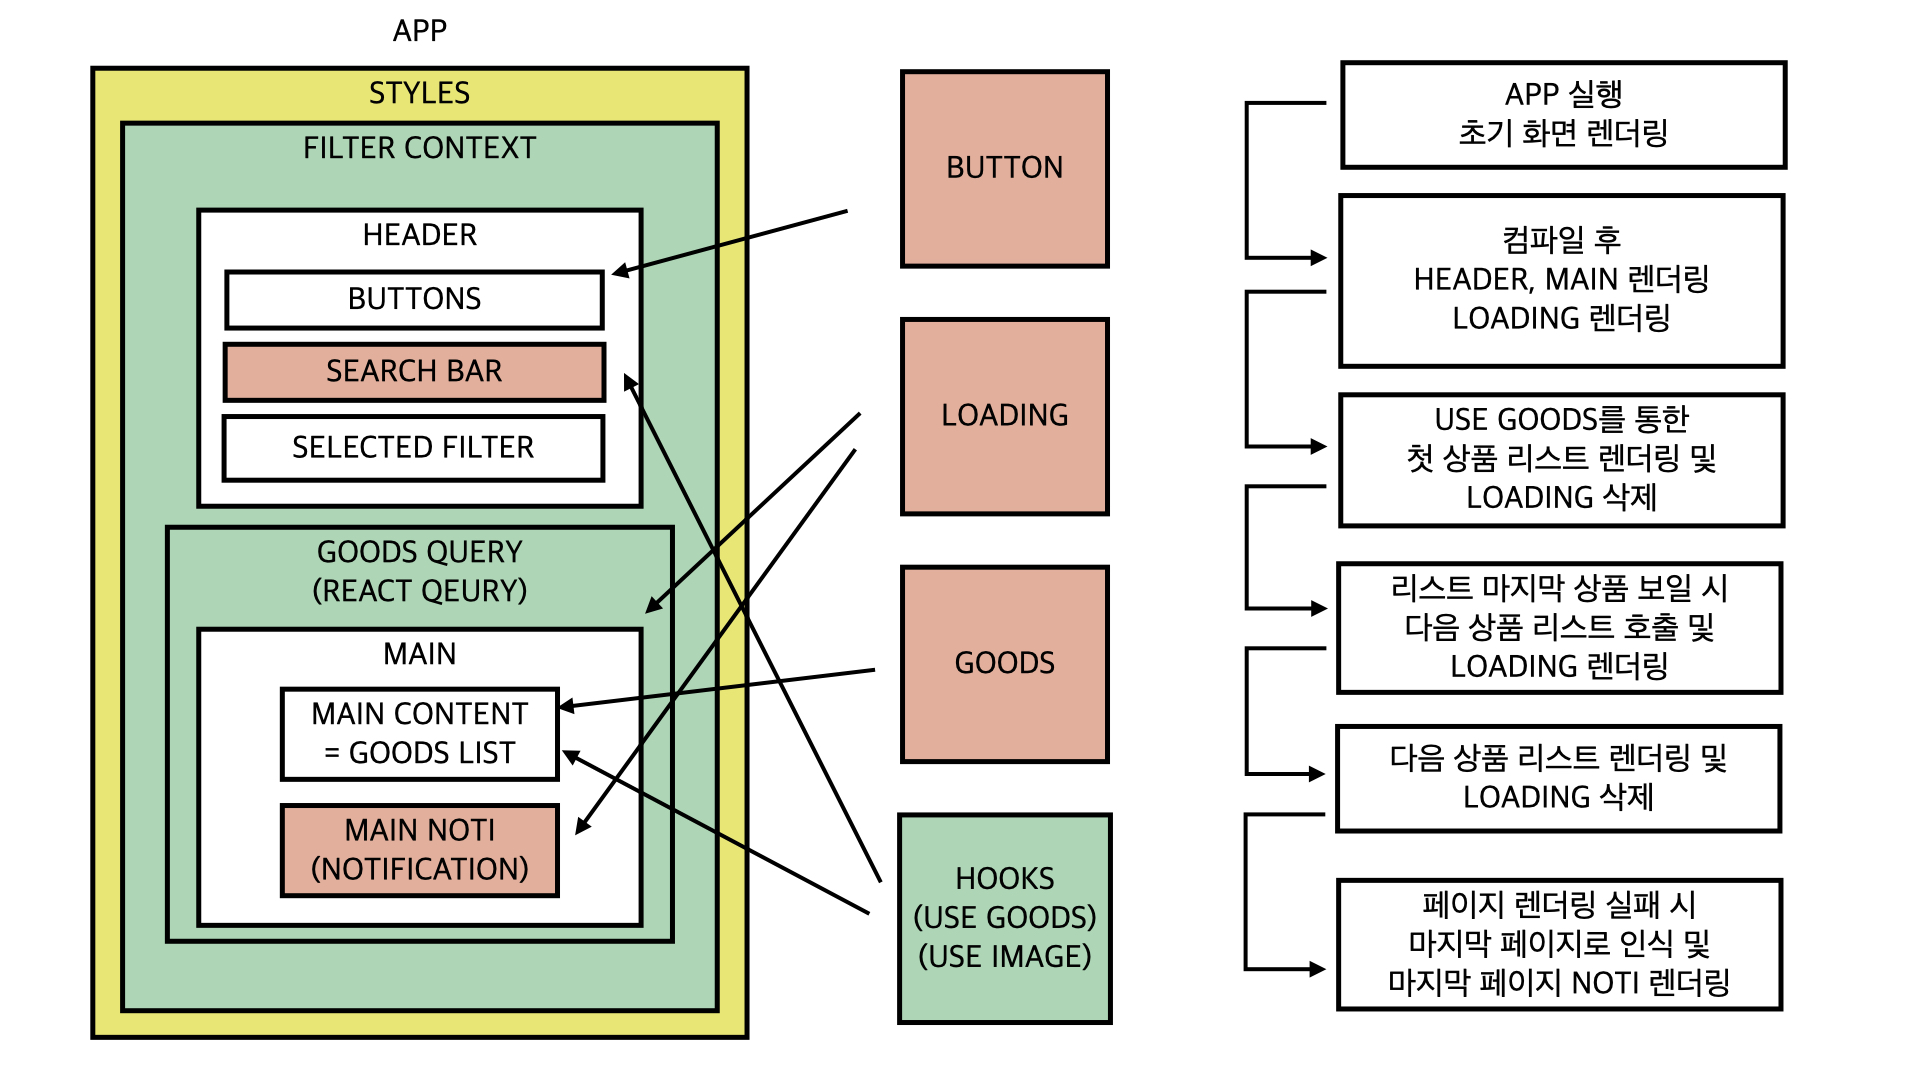 APP
STYLES
FILTER CONTEXT
HEADER
BUTTONS
SEARCH BAR
SELECTED FILTER
GOODS QUERY
(REACT QEURY)
MAIN
MAIN CONTENT
= GOODS LIST
MAIN NOTI
(NOTIFICATION)
BUTTON
LOADING
GOODS
HOOKS
(USE GOODS)
(USE IMAGE)
APP 실행
초기 화면 렌더링
컴파일 후
HEADER, MAIN 렌더링
LOADING 렌더링
USE GOODS를 통한
첫 상품 리스트 렌더링 및
LOADING 삭제
리스트 마지막 상품 보일 시
다음 상품 리스트 호출 및
LOADING 렌더링
다음 상품 리스트 렌더링 및
LOADING 삭제
페이지 렌더링 실패 시
마지막 페이지로 인식 및
마지막 페이지 NOTI 렌더링